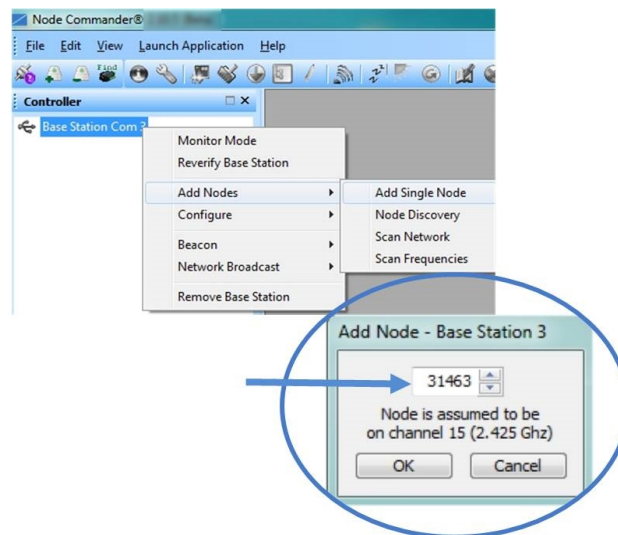 Node Commander®
File Edit View Launch Application Help
Find
Controller
Base Station Com 3
Monitor Mode
Reverify Base Station
Add Nodes
Configure
Beacon
Network Broadcast
Remove Base Station
Add Single Node
Node Discovery
Scan Network
Scan Frequencies
Add Node - Base Station 3
31463
Node is assumed to be
on channel 15 (2.425 Ghz)
OK Cancel